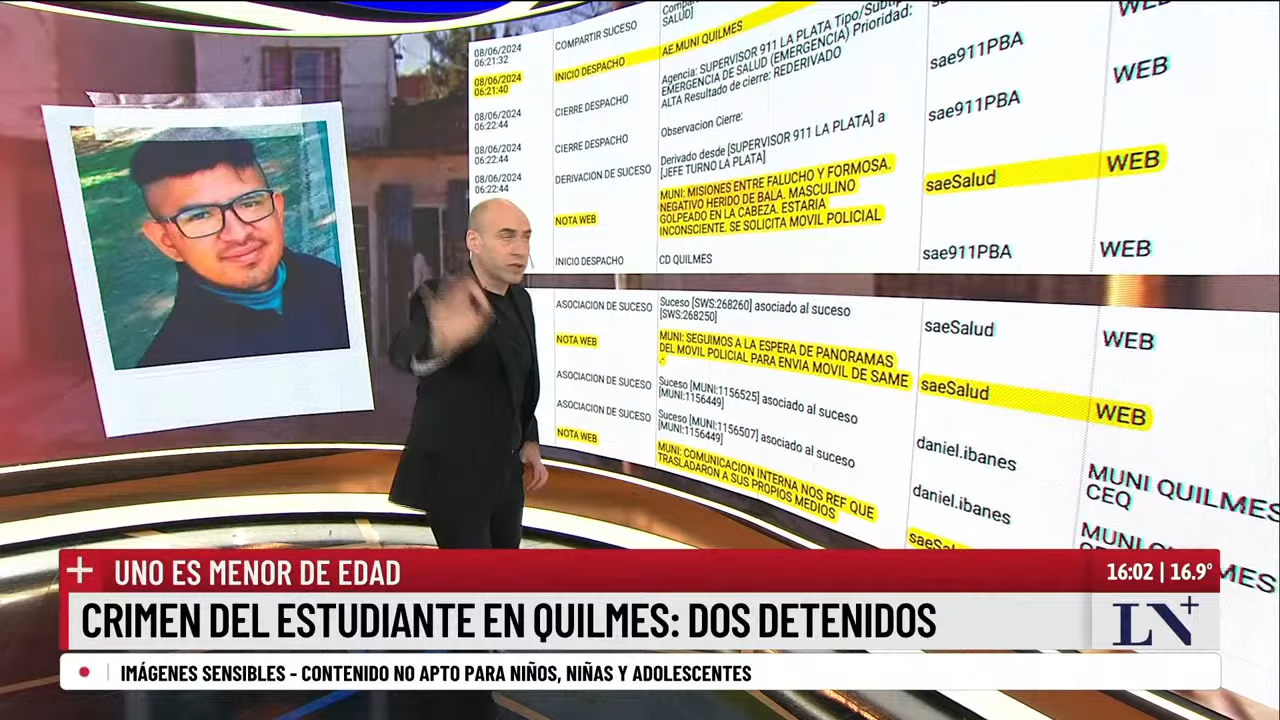 COMPARTIR SUCESO
SALUD]
08/06/2024
06:21:32
INICIO DESPACHO
AE.MUNI QUILMES
08/06/2024
06:21:40
CIERRE DESPACHO
Agencia: SUPERVISOR 911 LA PLATA
EMERGENCIA DE SALUD (EMERGENCIA) Prioridad:
ALTA Resultado de cierre: REDERIVADO
sae911PBA
WEB
08/06/2024
06:22:44
CIERRE DESPACHO
Observacion Cierre:
sae911PBA
08/06/2024
06:22:44
DERIVACION DE SUCESO
Derivado desde [SUPERVISOR 911 LA PLATA] a
[JEFE TURNO LA PLATA]
08/06/2024
06:22:44
NOTA WEB
MUNI: MISIONES ENTRE FALUCHO Y FORMOSA.
NEGATIVO HERIDO DE BALA. MASCULINO
GOLPEADO EN LA CABEZA. ESTARIA
INCONSCIENTE. SE SOLICITA MOVIL POLICIAL
saeSalud
WEB
INICIO DESPACHO
CD QUILMES
sae911PBA
WEB
ASOCIACION DE SUCESO
Suceso [SWS:268260] asociado al suceso
[SWS:268250]
saeSalud
WEB
NOTA WEB
MUNI: SEGUIMOS A LA ESPERA DE PANORAMAS
DEL MOVIL POLICIAL PARA ENVIA MOVIL DE SAME
.-
saeSalud
WEB
ASOCIACION DE SUCESO
Suceso [MUNI:1156525] asociado al suceso
[MUNI:1156449]
daniel.ibanes
MUNI QUILMES
CEQ
ASOCIACION DE SUCESO
Suceso [MUNI:1156507] asociado al suceso
[MUNI:1156449]
daniel.ibanes
NOTA WEB
MUNI: COMUNICACION INTERNA NOS REF QUE
TRASLADARON A SUS PROPIOS MEDIOS
UNO ES MENOR DE EDAD
16:02 | 16.9°
CRIMEN DEL ESTUDIANTE EN QUILMES: DOS DETENIDOS
LN+
IMÁGENES SENSIBLES - CONTENIDO NO APTO PARA NIÑOS, NIÑAS Y ADOLESCENTES